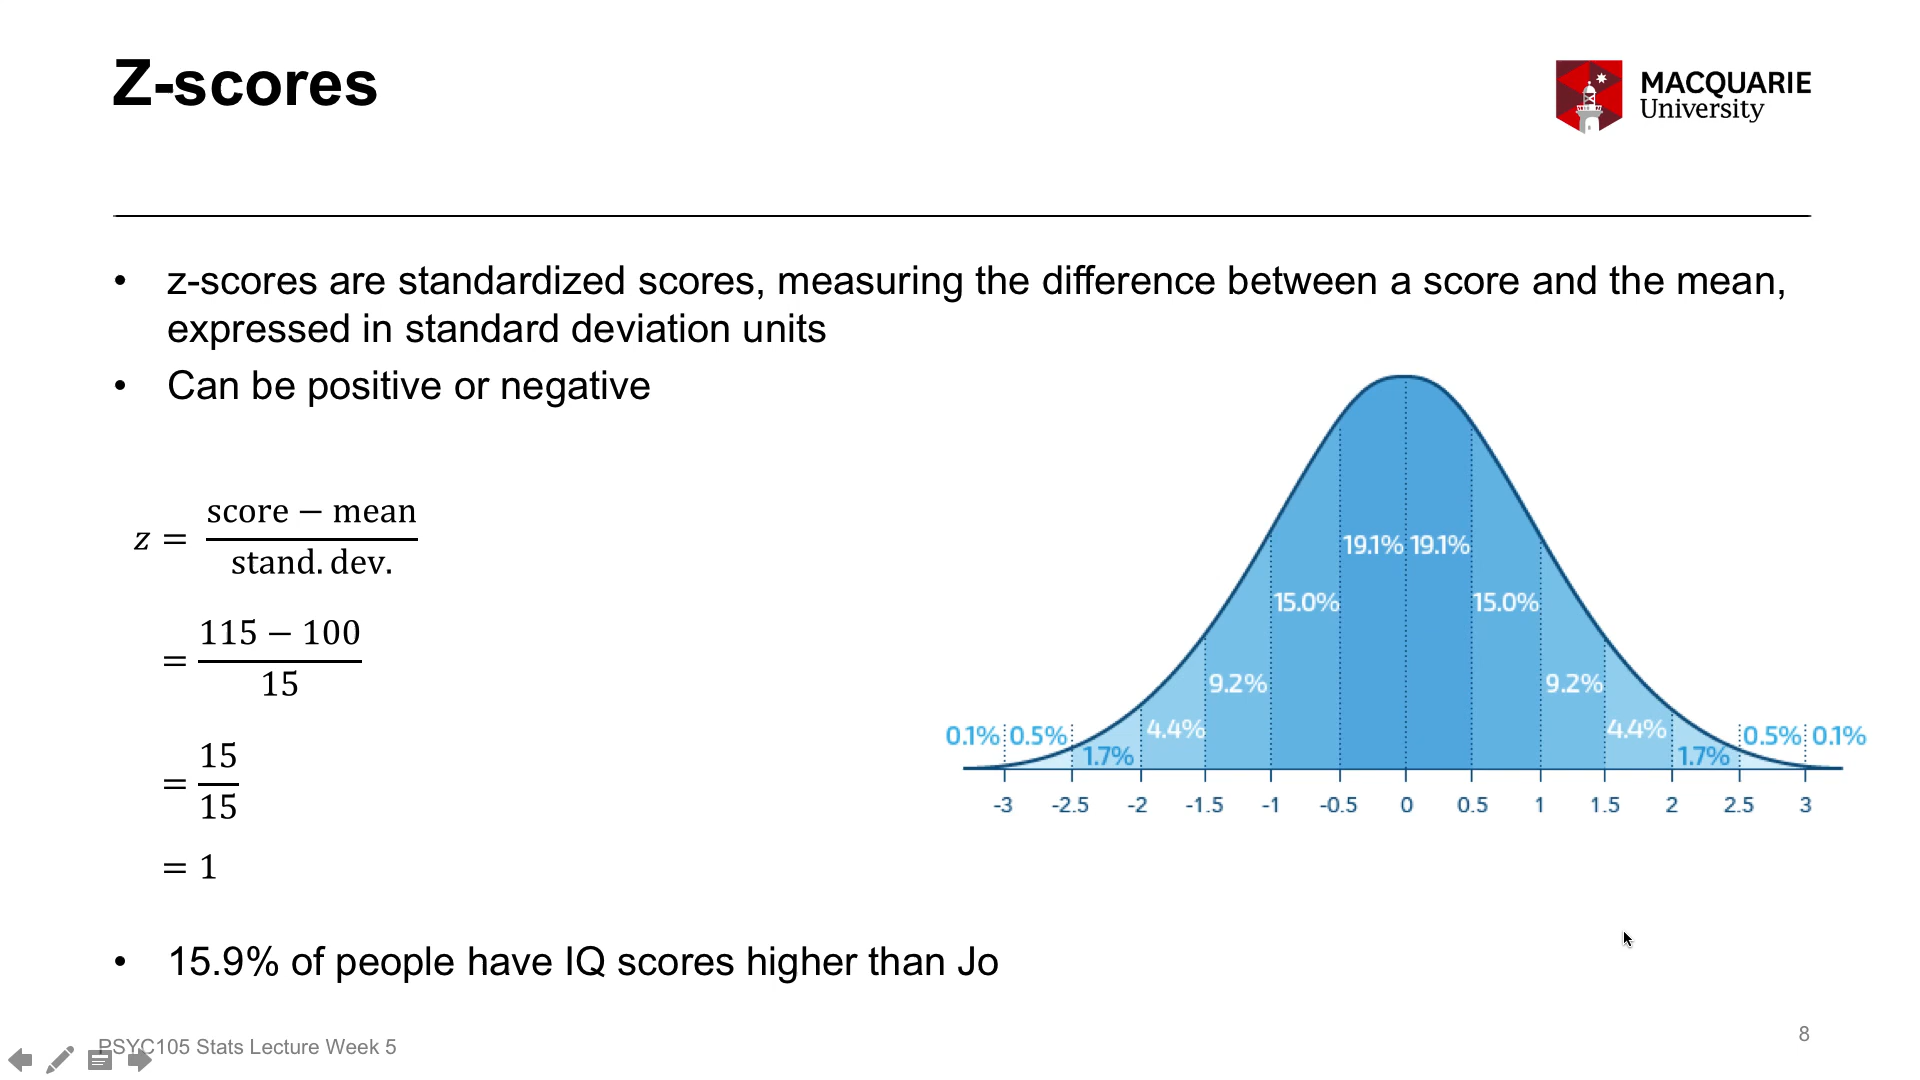 Z-scores
MACQUARIE
University
• z-scores are standardized scores, measuring the difference between a score and the mean,
expressed in standard deviation units
• Can be positive or negative
z = score − mean
stand. dev.
= 115 − 100
15
= 15
15
= 1
19.1% 19.1%
15.0% 15.0%
9.2% 9.2%
0.1% 0.5% 4.4% 4.4% 0.5% 0.1%
1.7% 1.7%
-3 -2.5 -2 -1.5 -1 -0.5 0 0.5 1 1.5 2 2.5 3
• 15.9% of people have IQ scores higher than Jo
PSYC105 Stats Lecture Week 5
8